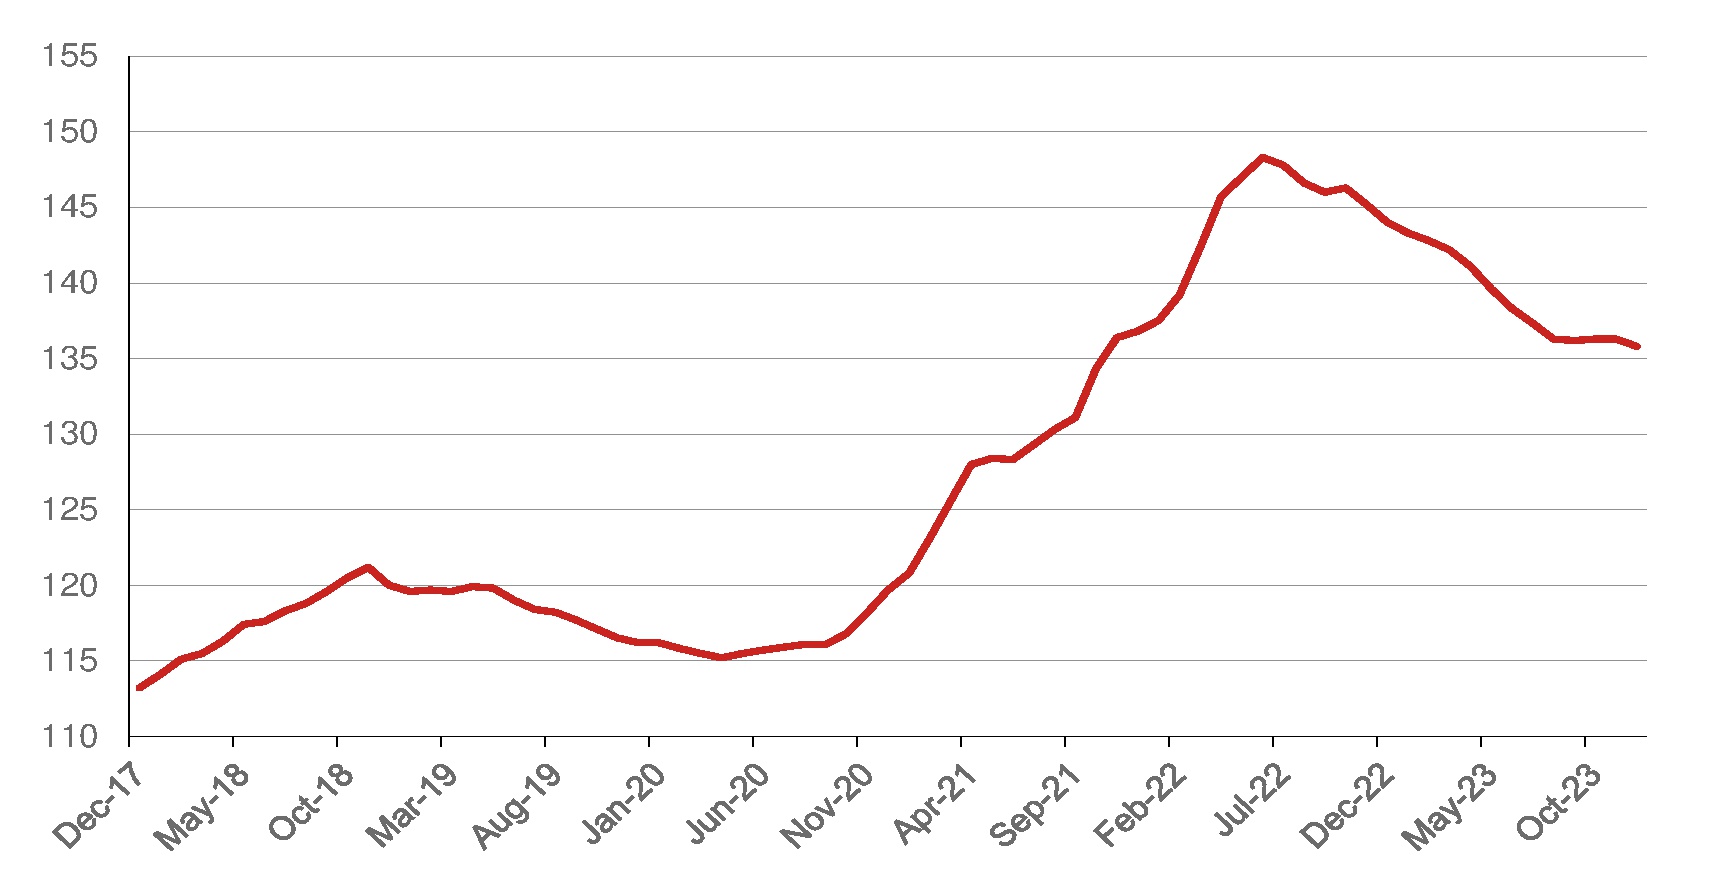 155
150
145
140
135
130
125
120
115
110
Dec-17
May-18
Oct-18
Mar-19
Aug-19
Jan-20
Jun-20
Nov-20
Apr-21
Sep-21
Feb-22
Jul-22
Dec-22
May-23
Oct-23